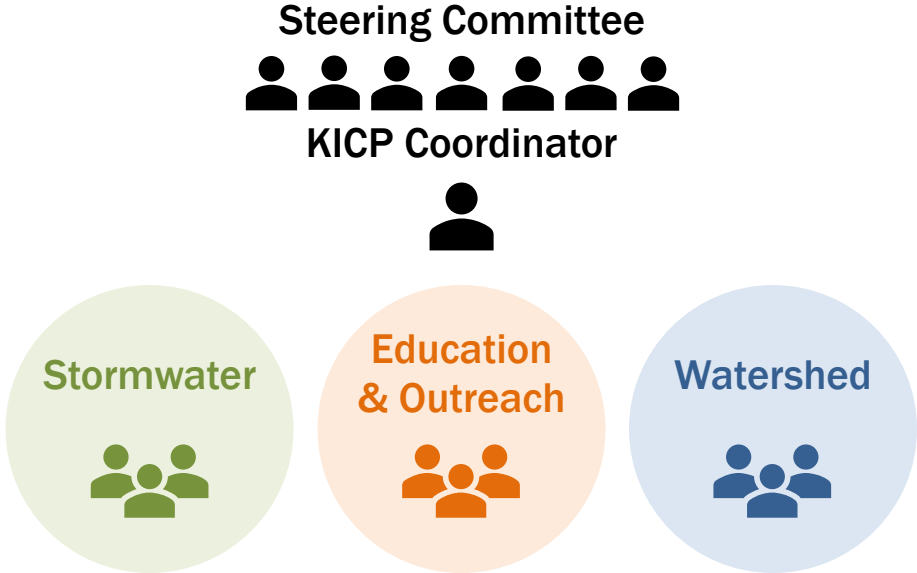 Steering Committee
KICP Coordinator
Stormwater
Education
& Outreach
Watershed